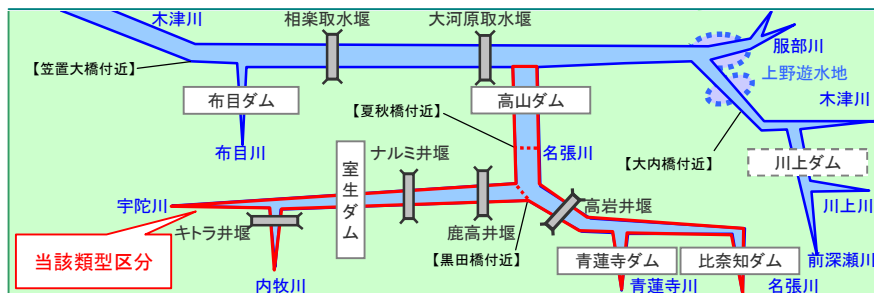 木津川
相楽取水堰
大河原取水堰
服部川
上野遊水地
【笠置大橋付近】
布目ダム
高山ダム
木津川
【夏秋橋付近】
布目川
ナルミ井堰
名張川
【大内橋付近】
川上ダム
室生ダム
宇陀川
キトラ井堰
鹿高井堰
高岩井堰
川上川
当該類型区分
【黒田橋付近】
青蓮寺ダム
比奈知ダム
前深瀬川
内牧川
青蓮寺川
名張川